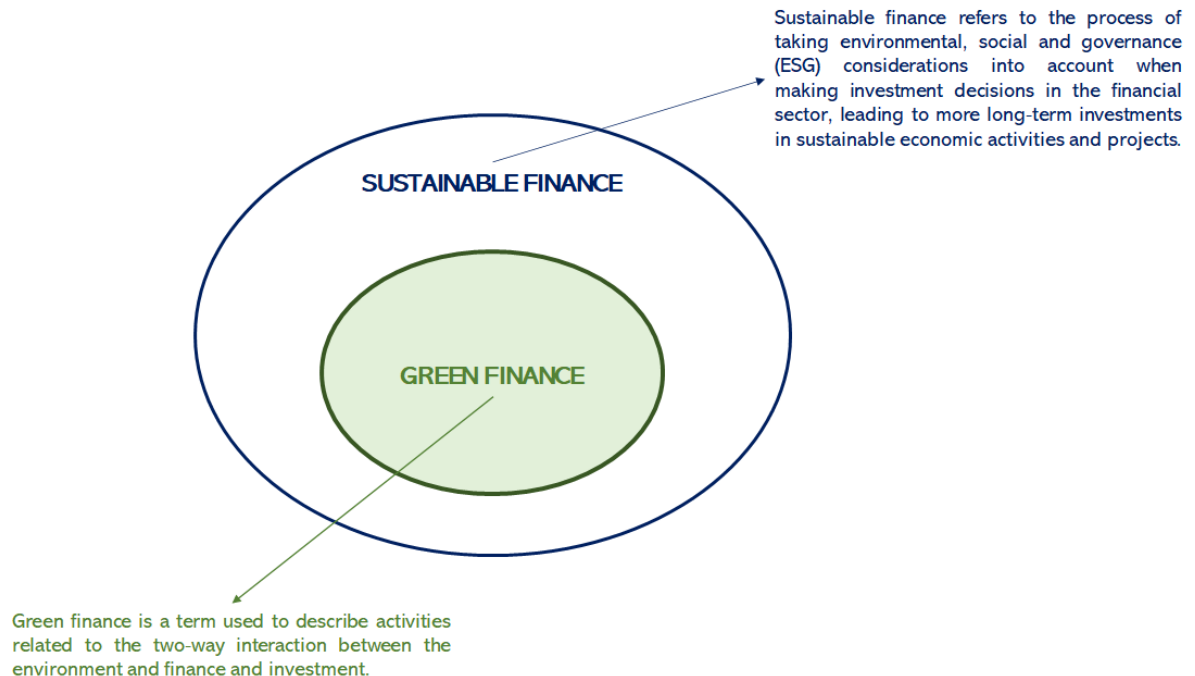 Sustainable finance refers to the process of
taking environmental, social and governance
(ESG) considerations into account when
making investment decisions in the financial
sector, leading to more long-term investments
in sustainable economic activities and projects.
SUSTAINABLE FINANCE
GREEN FINANCE
Green finance is a term used to describe activities
related to the two-way interaction between the
environment and finance and investment.